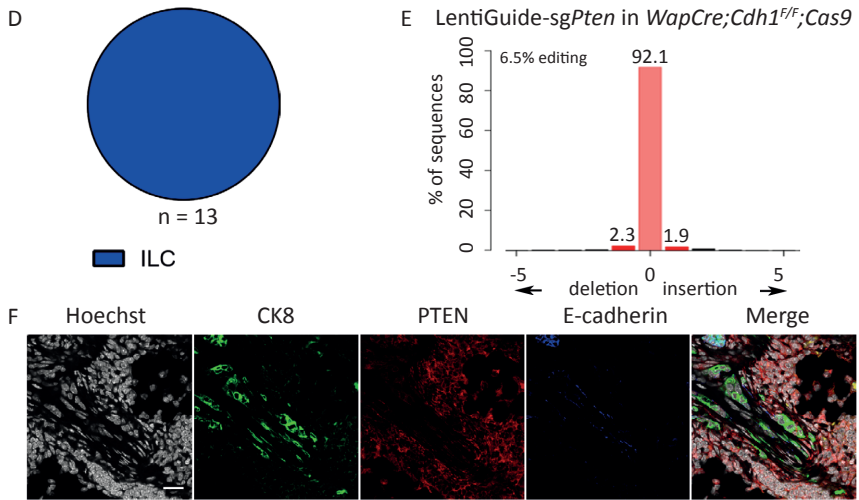 D
n = 13
ILC
E LentiGuide-sgPten in WapCre;Cdh1F/F;Cas9
6.5% editing
92.1
2.3
1.9
% of sequences
100
80
60
40
20
0
-5 0 5
deletion insertion
F Hoechst CK8 PTEN E-cadherin Merge